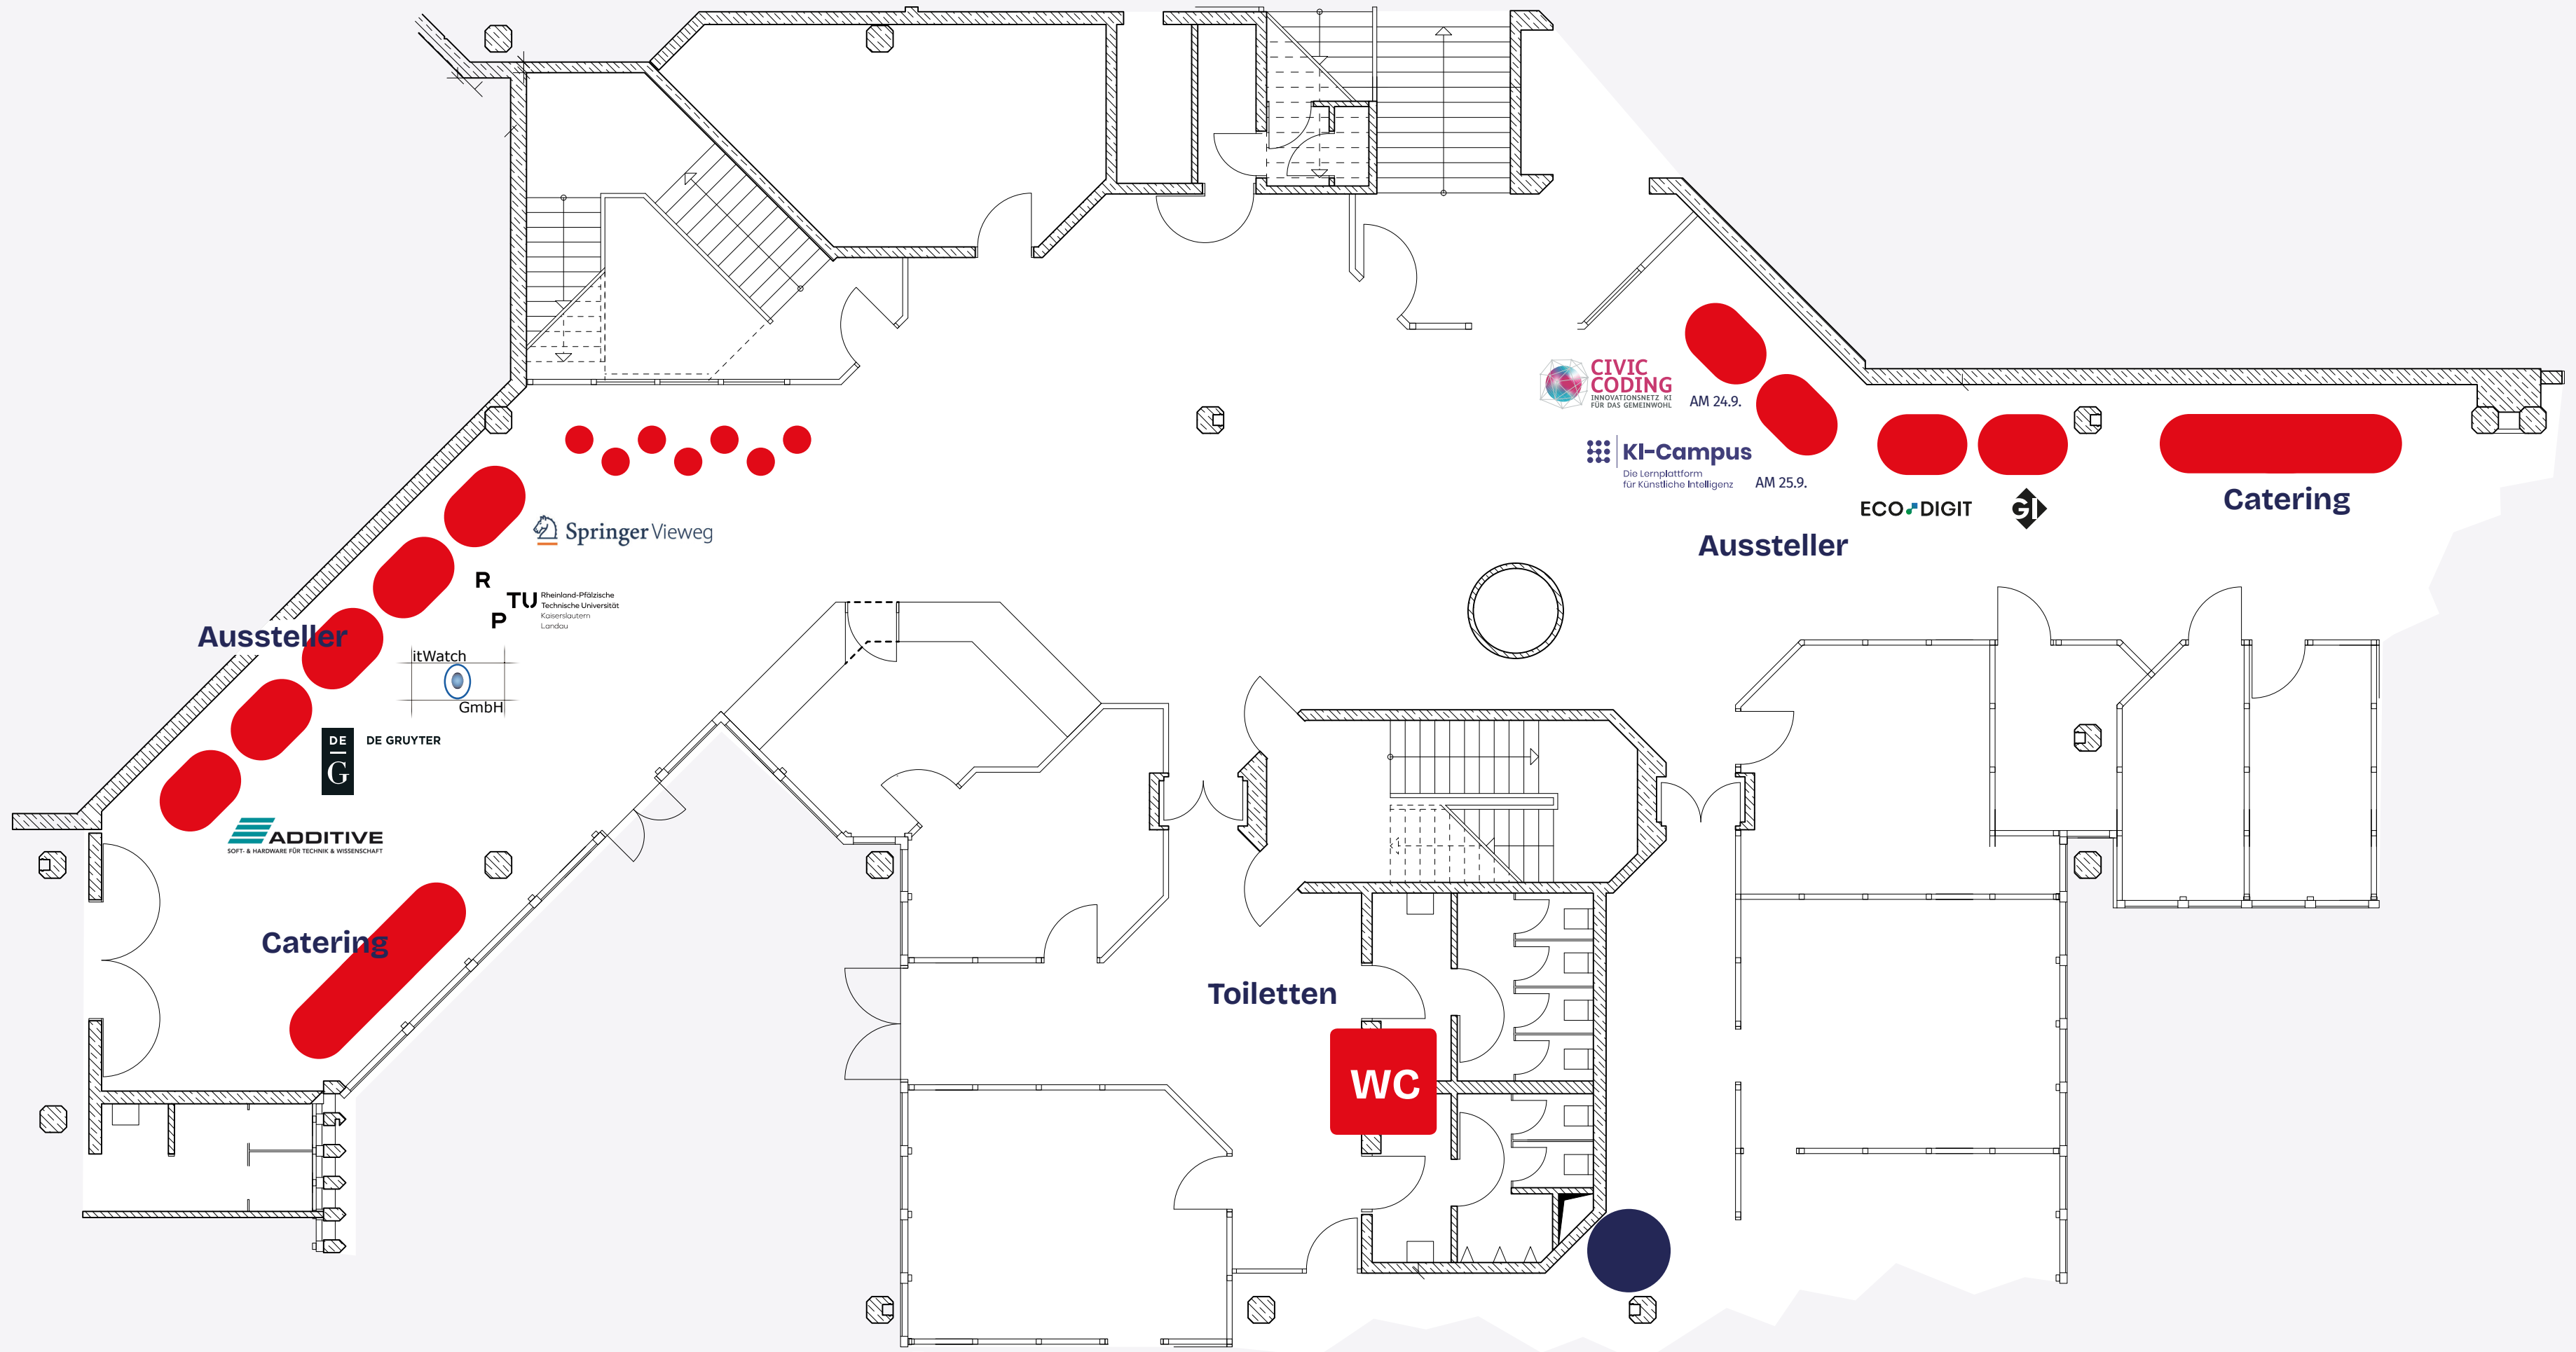 CIVIC
CODING
INNOVATIONSNETZ KI
FÜR DAS GEMEINWOHL
AM 24.9.
KI-Campus
Die Lernplattform
für Künstliche Intelligenz
AM 25.9.
ECO DIGIT
GI
Catering
Aussteller
Springer Vieweg
R
TU
P
Rheinland-Pfälzische
Technische Universität
Kaiserslautern
Landau
Aussteller
itWatch
GmbH
DE
G
DE GRUYTER
ADDITIVE
SOFT- & HARDWARE FÜR TECHNIK & WISSENSCHAFT
Catering
Toiletten
WC